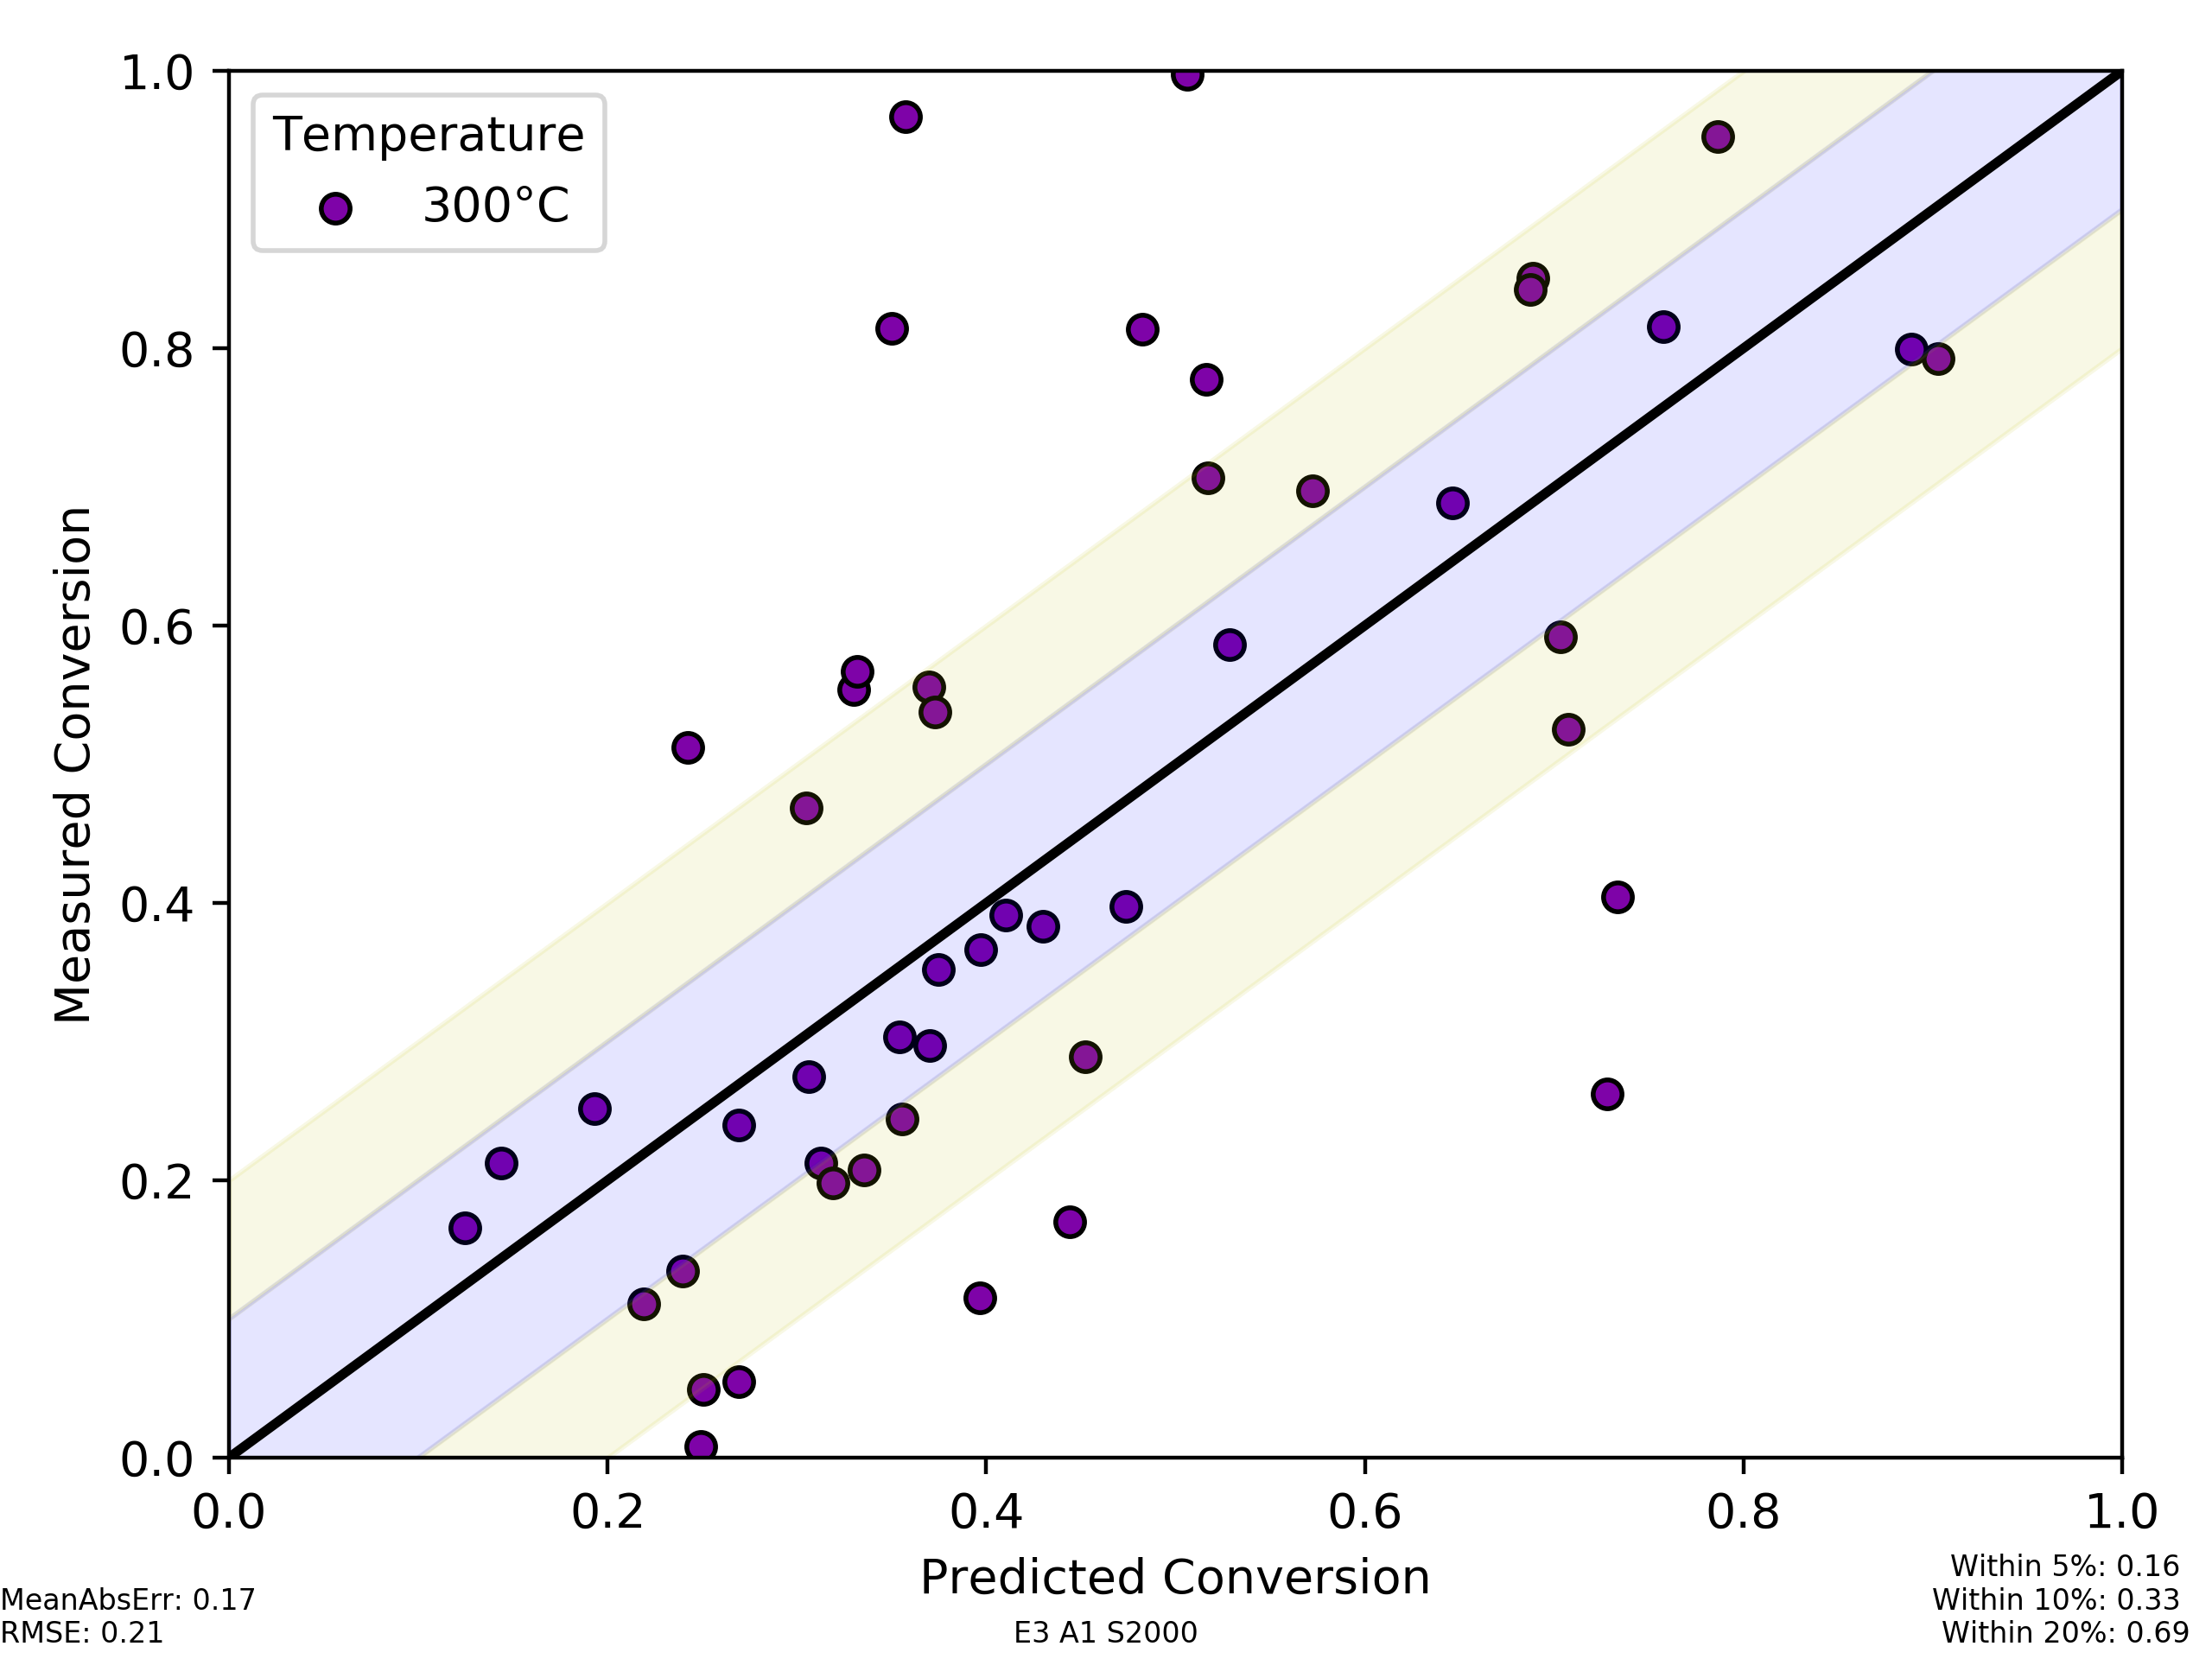 1.0
Temperature
300°C
0.8
0.6
0.4
0.2
0.0
Measured Conversion
0.0 0.2 0.4 0.6 0.8 1.0
Predicted Conversion
MeanAbsErr: 0.17
RMSE: 0.21
E3 A1 S2000
Within 5%: 0.16
Within 10%: 0.33
Within 20%: 0.69